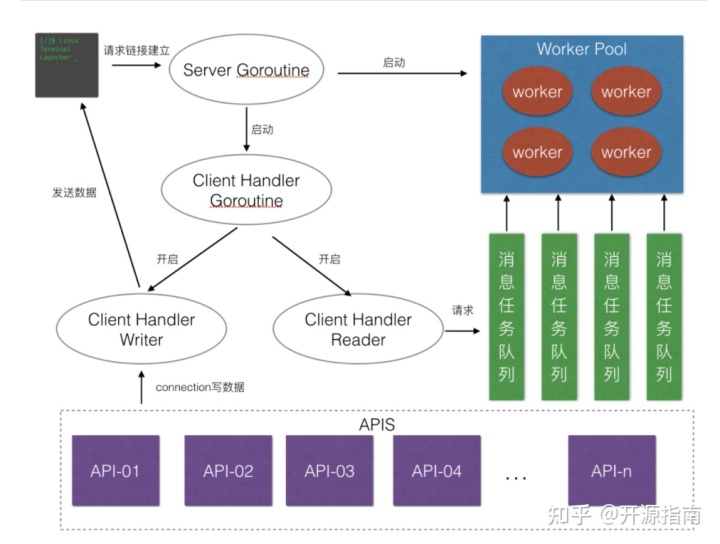 [/]$ Linux
Terminal
Launcher _
请求链接建立
Server Goroutine
启动
Worker Pool
worker
worker
worker
worker
启动
Client Handler
Goroutine
发送数据
开启
开启
Client Handler
Writer
Client Handler
Reader
请求
消息任务队列
消息任务队列
消息任务队列
消息任务队列
connection写数据
APIS
API-01
API-02
API-03
API-04
...
API-n
知乎 @开源指南